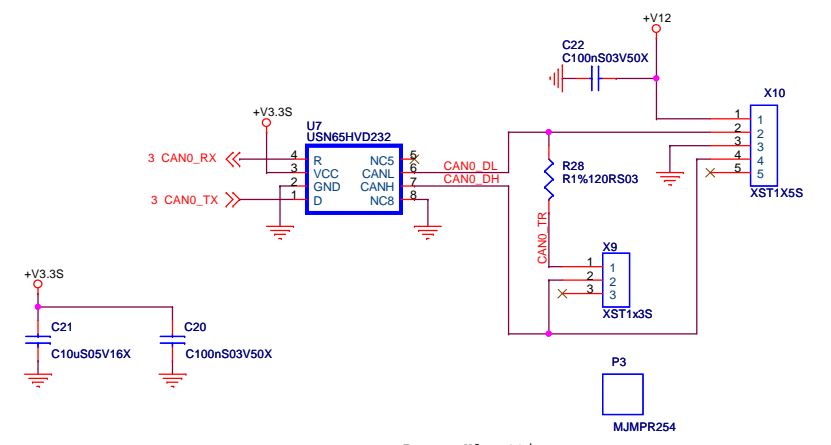 +V12
C22
C100nS03V50X
X10
1 1
2 2
3 3
4 4
5 5
XST1X5S
+V3.3S
U7
USN65HVD232
3 CAN0_RX
4 R NC5 5
3 VCC CANL 6 CAN0_DL
2 GND CANH 7 CAN0_DH
3 CAN0_TX
1 D NC8 8
R28
R1%120RS03
CAN0_TR
X9
1 1
2 2
3 3
XST1x3S
+V3.3S
C21
C10uS05V16X
C20
C100nS03V50X
P3
MJMPR254